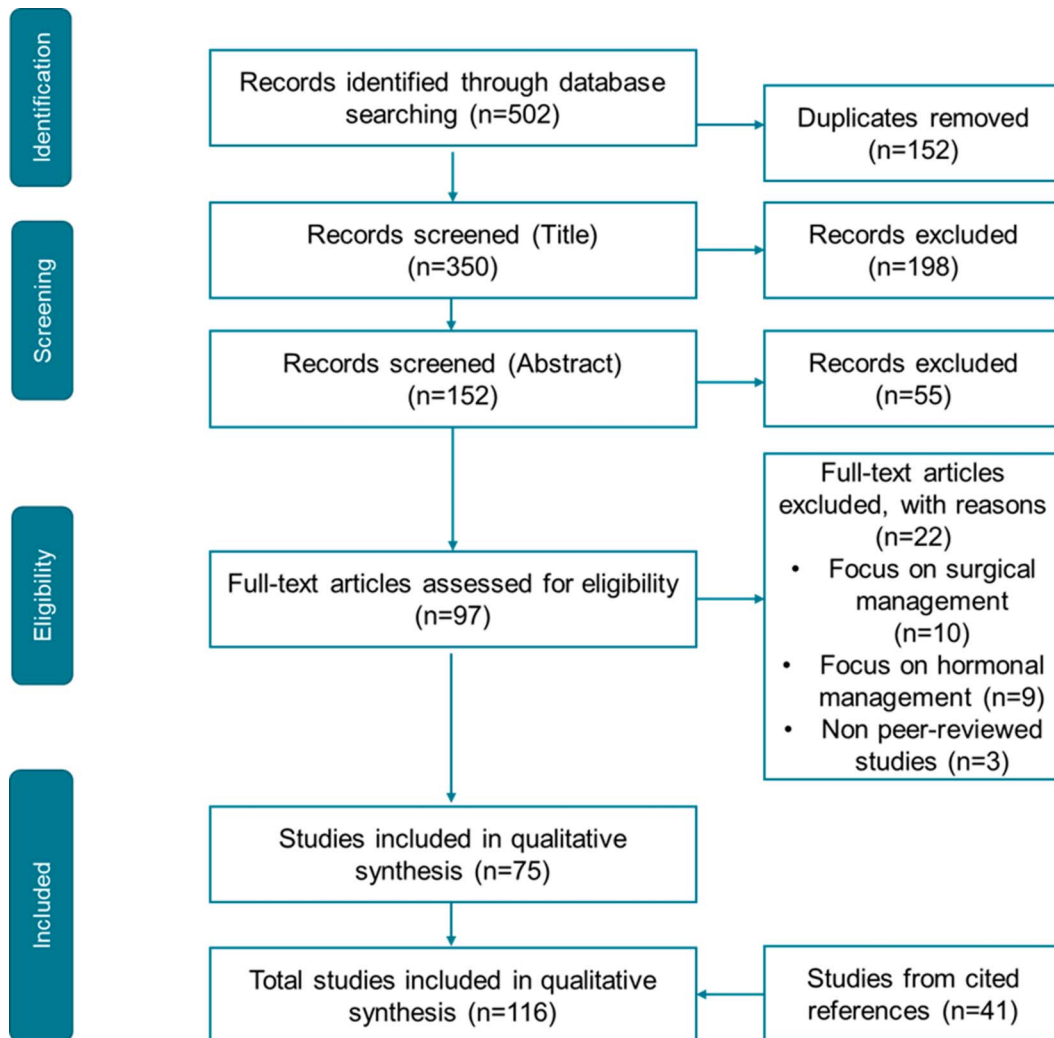 Identification
Records identified through database
searching (n=502)
Duplicates removed
(n=152)
Screening
Records screened (Title)
(n=350)
Records excluded
(n=198)
Records screened (Abstract)
(n=152)
Records excluded
(n=55)
Eligibility
Full-text articles assessed for eligibility
(n=97)
Full-text articles
excluded, with reasons
(n=22)
• Focus on surgical
management
(n=10)
• Focus on hormonal
management (n=9)
• Non peer-reviewed
studies (n=3)
Included
Studies included in qualitative
synthesis (n=75)
Total studies included in qualitative
synthesis (n=116)
Studies from cited
references (n=41)